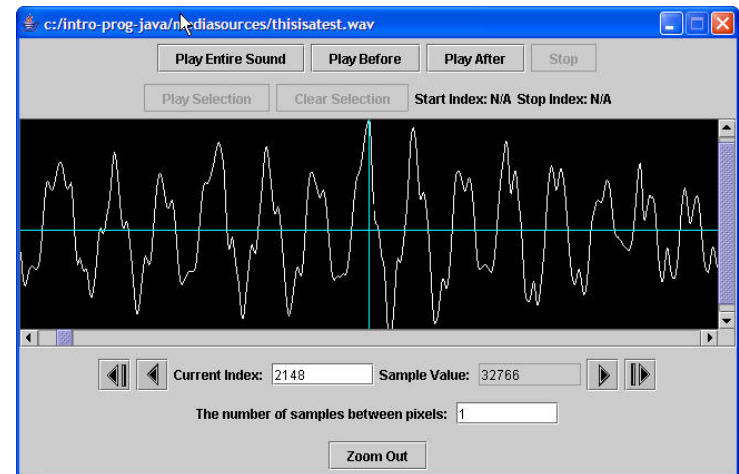 c:/intro-prog-java/mediasources/thisisatest.wav
Play Entire Sound Play Before Play After Stop
Play Selection Clear Selection Start Index: N/A Stop Index: N/A
Current Index: 2148 Sample Value: 32766
The number of samples between pixels: 1
Zoom Out